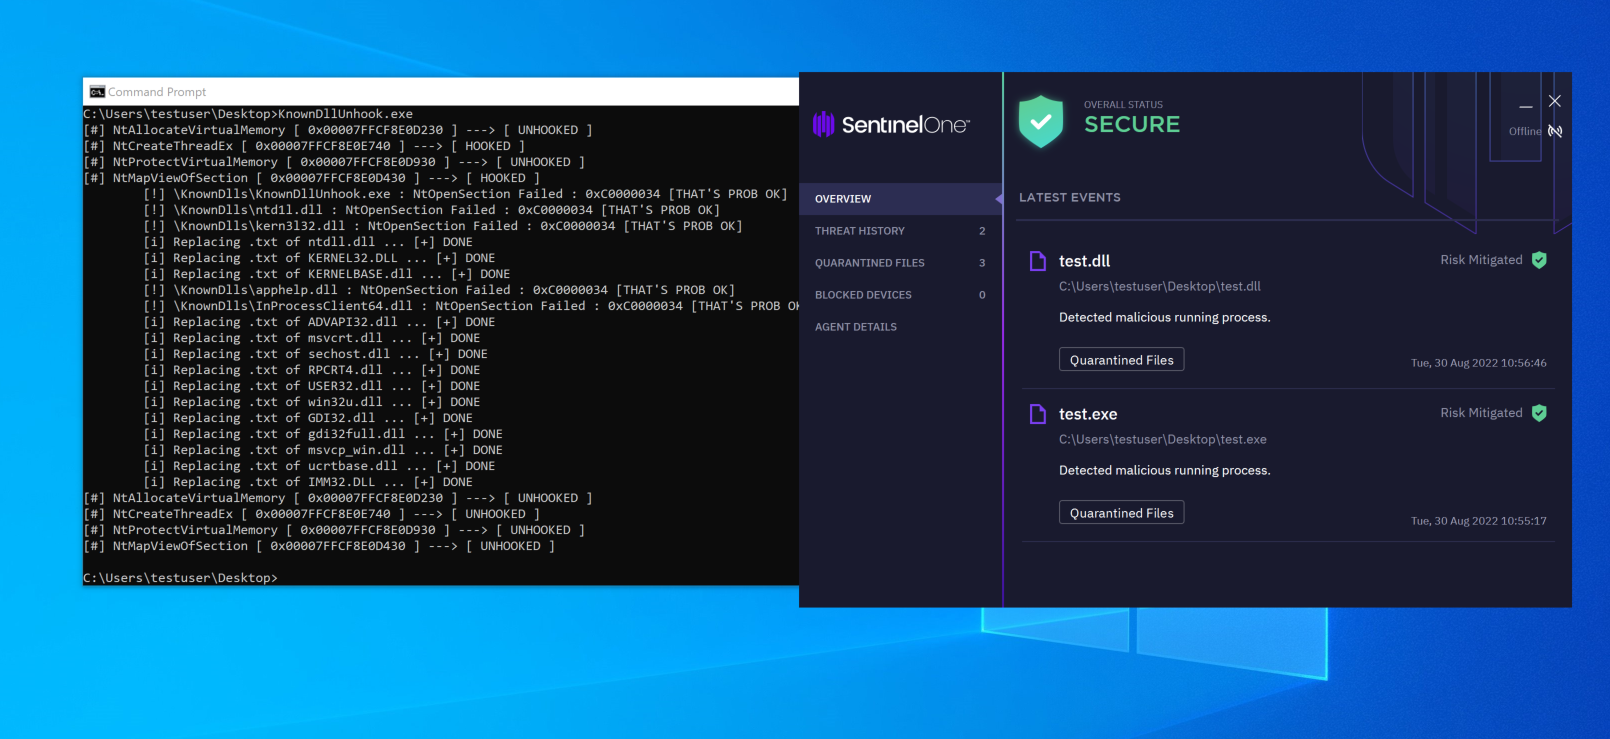 Command Prompt
C:\Users\testuser\Desktop>KnownDllUnhook.exe
[#] NtAllocateVirtualMemory [ 0x00007FFCF8E0D230 ] ---> [ UNHOOKED ]
[#] NtCreateThreadEx [ 0x00007FFCF8E0E740 ] ---> [ HOOKED ]
[#] NtProtectVirtualMemory [ 0x00007FFCF8E0D930 ] ---> [ UNHOOKED ]
[#] NtMapViewOfSection [ 0x00007FFCF8E0D430 ] ---> [ HOOKED ]
[!] \KnownDlls\KnownDllUnhook.exe : NtOpenSection Failed : 0xC0000034 [THAT'S PROB OK]
[!] \KnownDlls\ntd1l.dll : NtOpenSection Failed : 0xC0000034 [THAT'S PROB OK]
[!] \KnownDlls\kern3l32.dll : NtOpenSection Failed : 0xC0000034 [THAT'S PROB OK]
[i] Replacing .txt of ntdll.dll ... [+] DONE
[i] Replacing .txt of KERNEL32.DLL ... [+] DONE
[i] Replacing .txt of KERNELBASE.dll ... [+] DONE
[!] \KnownDlls\apphelp.dll : NtOpenSection Failed : 0xC0000034 [THAT'S PROB OK]
[!] \KnownDlls\InProcessClient64.dll : NtOpenSection Failed : 0xC0000034 [THAT'S PROB OK
[i] Replacing .txt of ADVAPI32.dll ... [+] DONE
[i] Replacing .txt of msvcrt.dll ... [+] DONE
[i] Replacing .txt of sechost.dll ... [+] DONE
[i] Replacing .txt of RPCRT4.dll ... [+] DONE
[i] Replacing .txt of USER32.dll ... [+] DONE
[i] Replacing .txt of win32u.dll ... [+] DONE
[i] Replacing .txt of GDI32.dll ... [+] DONE
[i] Replacing .txt of gdi32full.dll ... [+] DONE
[i] Replacing .txt of msvcp_win.dll ... [+] DONE
[i] Replacing .txt of ucrtbase.dll ... [+] DONE
[i] Replacing .txt of IMM32.DLL ... [+] DONE
[#] NtAllocateVirtualMemory [ 0x00007FFCF8E0D230 ] ---> [ UNHOOKED ]
[#] NtCreateThreadEx [ 0x00007FFCF8E0E740 ] ---> [ UNHOOKED ]
[#] NtProtectVirtualMemory [ 0x00007FFCF8E0D930 ] ---> [ UNHOOKED ]
[#] NtMapViewOfSection [ 0x00007FFCF8E0D430 ] ---> [ UNHOOKED ]
C:\Users\testuser\Desktop>
SentinelOne™
OVERVIEW
THREAT HISTORY 2
QUARANTINED FILES 3
BLOCKED DEVICES 0
AGENT DETAILS
OVERALL STATUS
SECURE
Offline
LATEST EVENTS
test.dll
Risk Mitigated
C:\Users\testuser\Desktop\test.dll
Detected malicious running process.
Quarantined Files
Tue, 30 Aug 2022 10:56:46
test.exe
Risk Mitigated
C:\Users\testuser\Desktop\test.exe
Detected malicious running process.
Quarantined Files
Tue, 30 Aug 2022 10:55:17